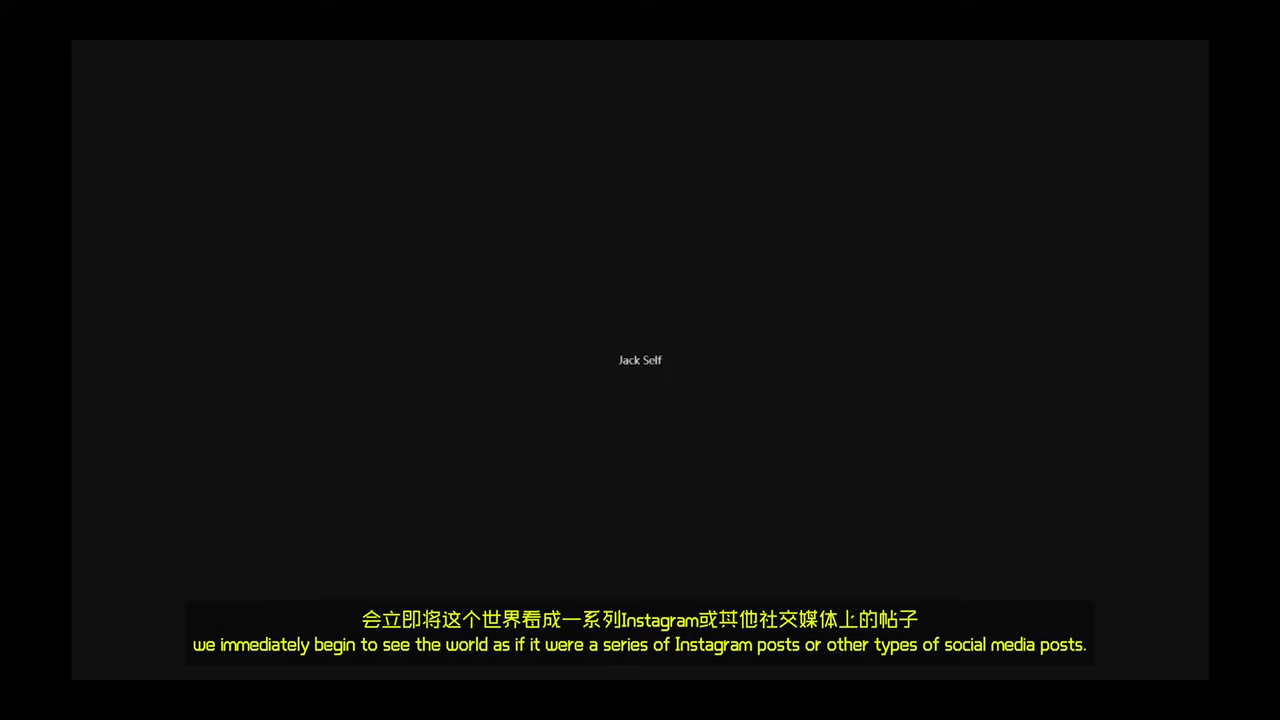 Jack Self
会立即将这个世界看成一系列Instagram或其他社交媒体上的帖子
we immediately begin to see the world as if it were a series of Instagram posts or other types of social media posts.